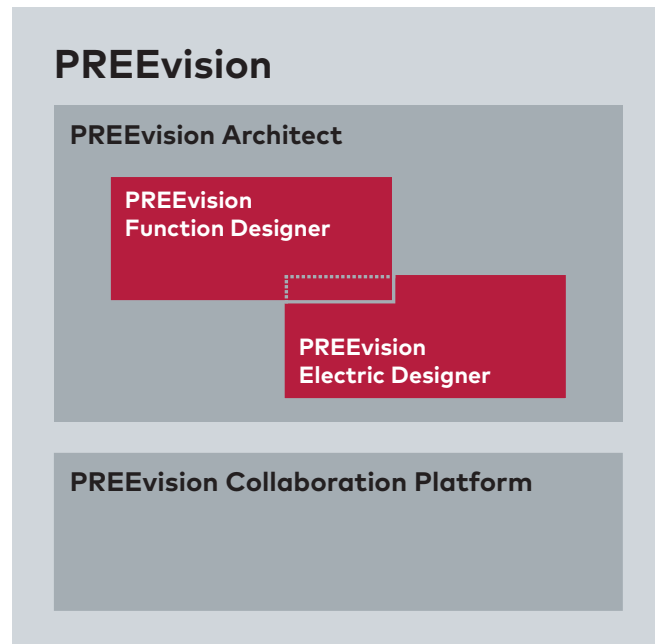 PREEvision
PREEvision Architect
PREEvision
Function Designer
PREEvision
Electric Designer
PREEvision Collaboration Platform